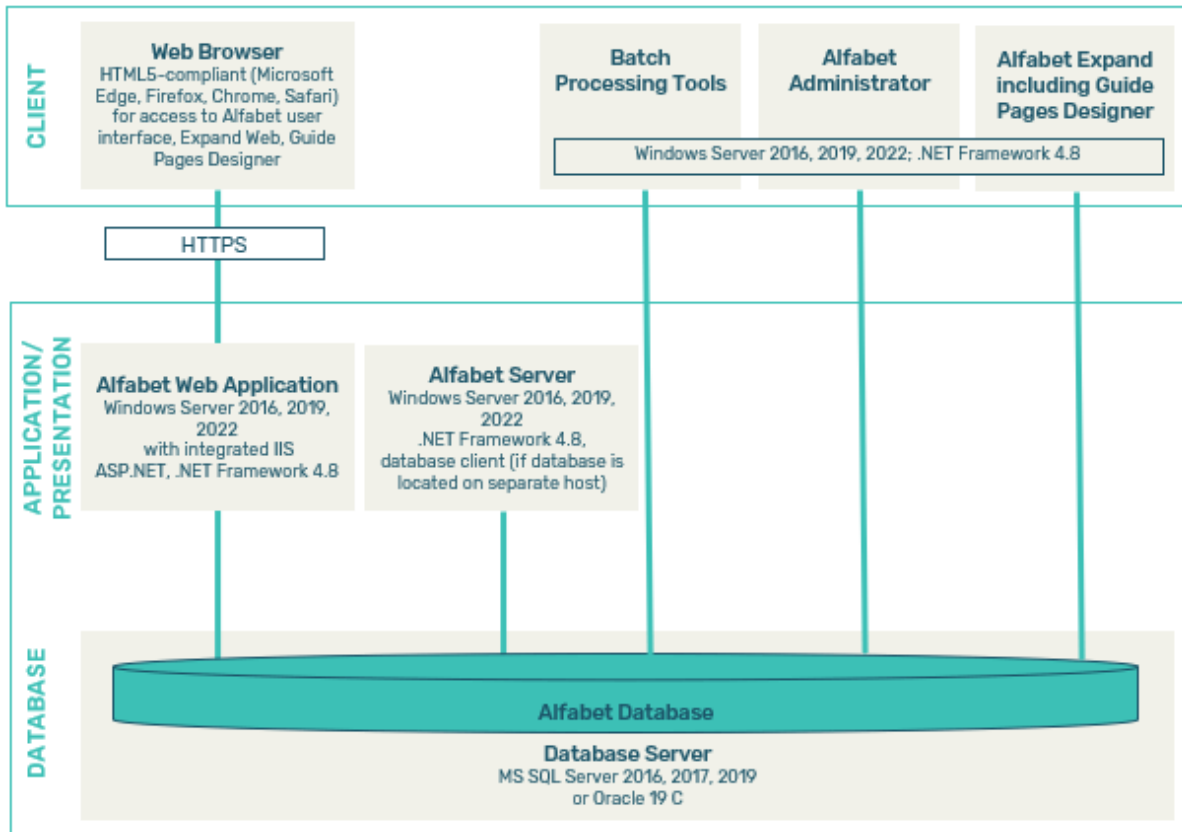 CLIENT
Web Browser
HTML5-compliant (Microsoft
Edge, Firefox, Chrome, Safari)
for access to Alfabet user
interface, Expand Web, Guide
Pages Designer
Batch
Processing Tools
Alfabet
Administrator
Alfabet Expand
including Guide
Pages Designer
Windows Server 2016, 2019, 2022; .NET Framework 4.8
HTTPS
APPLICATION/
PRESENTATION
Alfabet Web Application
Windows Server 2016, 2019,
2022
with integrated IIS
ASP.NET, .NET Framework 4.8
Alfabet Server
Windows Server 2016, 2019,
2022
.NET Framework 4.8,
database client (if database is
located on separate host)
DATABASE
Alfabet Database
Database Server
MS SQL Server 2016, 2017, 2019
or Oracle 19 C